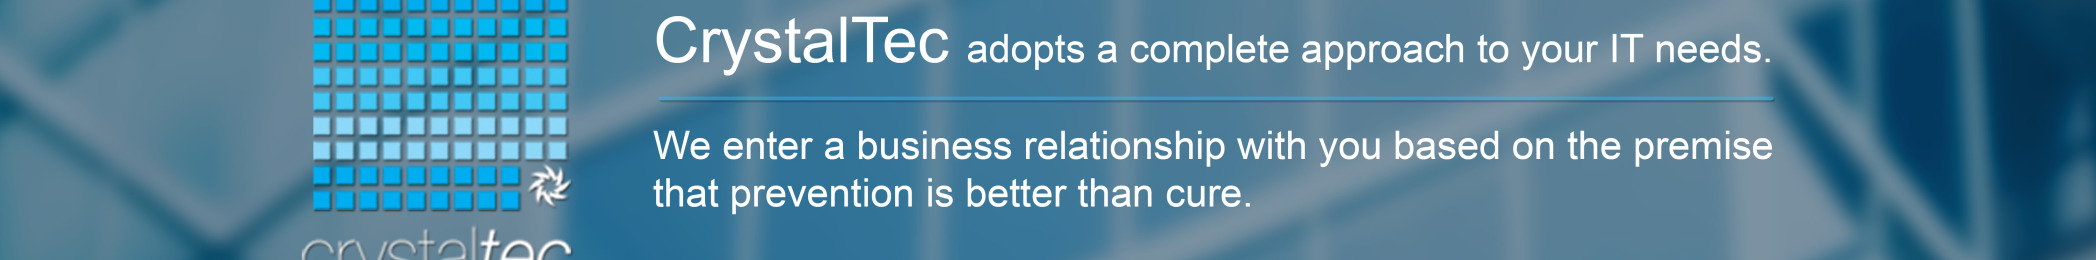 CrystalTec adopts a complete approach to your IT needs.
We enter a business relationship with you based on the premise
that prevention is better than cure.
crystaltec